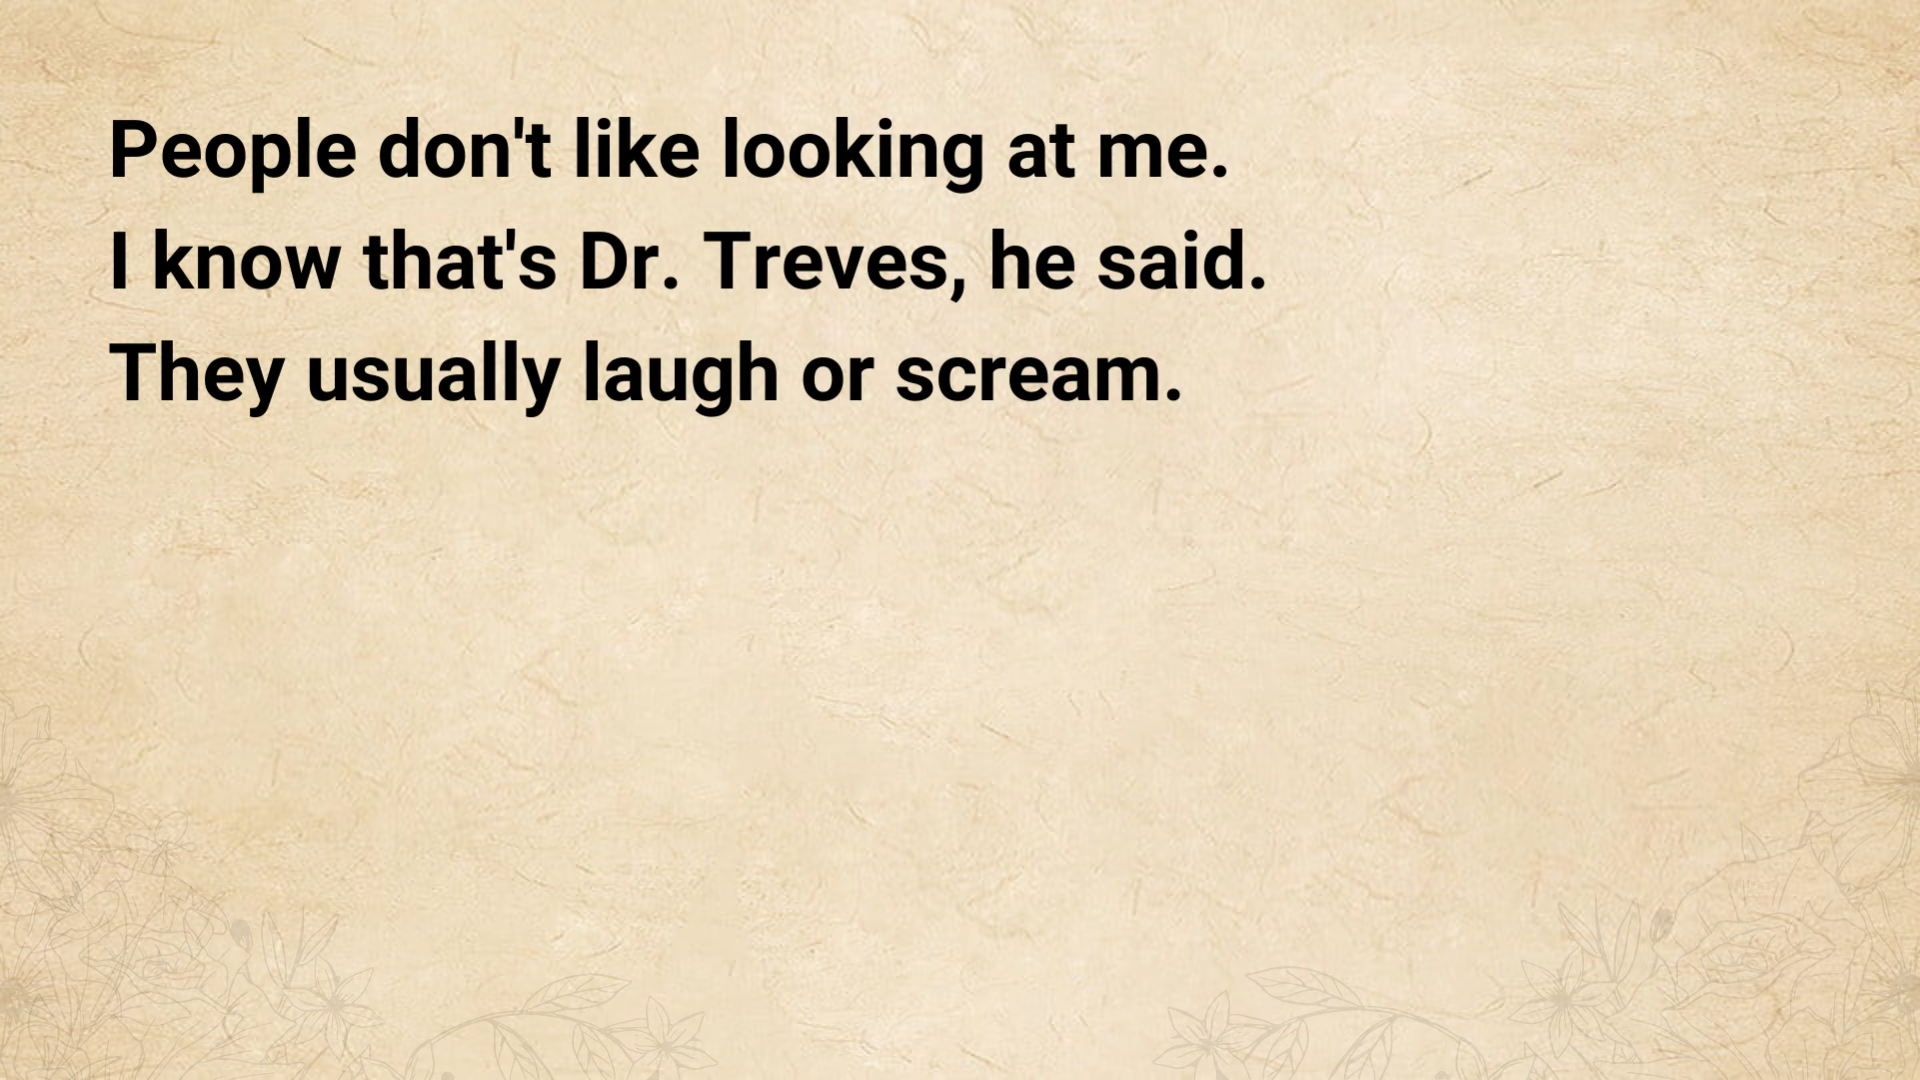 People don't like looking at me.
I know that's Dr. Treves, he said.
They usually laugh or scream.